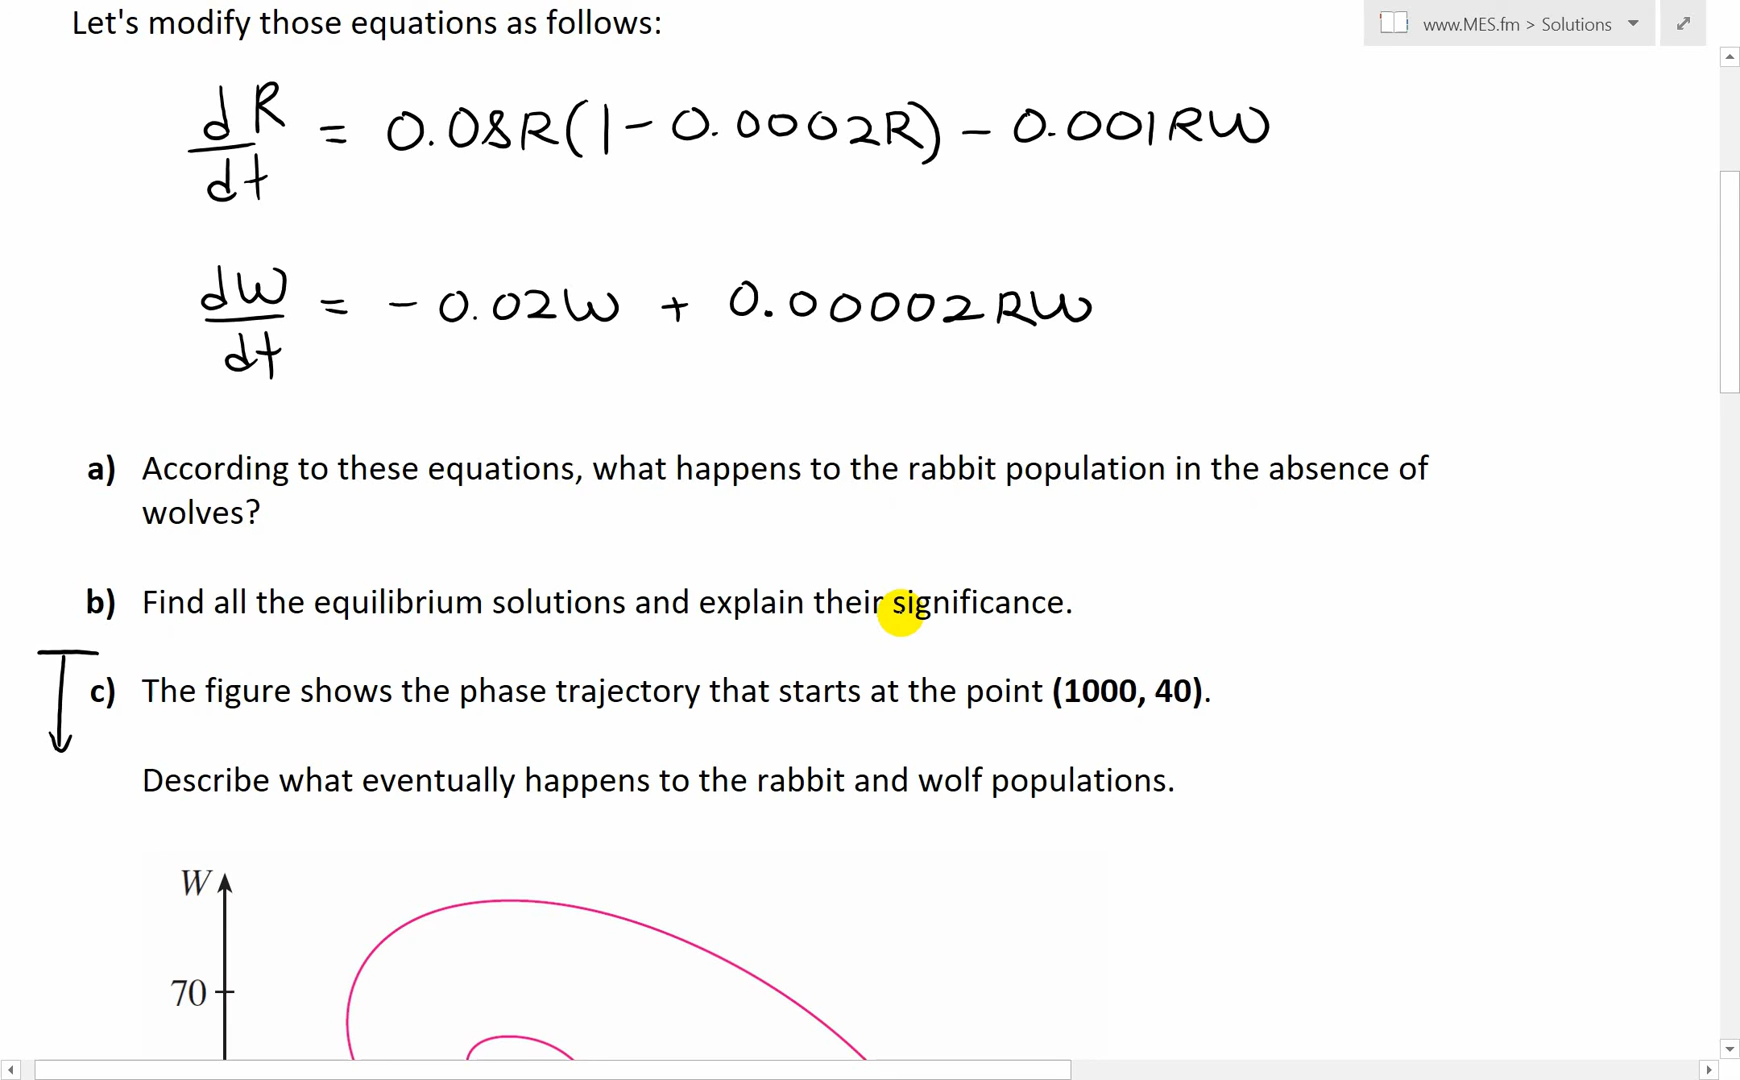 Let's modify those equations as follows:
www.MES.fm > Solutions
dR/dt = 0.08R(1 - 0.0002R) - 0.001RW
dW/dt = -0.02W + 0.00002RW
a) According to these equations, what happens to the rabbit population in the absence of
wolves?
b) Find all the equilibrium solutions and explain their significance.
c) The figure shows the phase trajectory that starts at the point (1000, 40).
Describe what eventually happens to the rabbit and wolf populations.
W
70